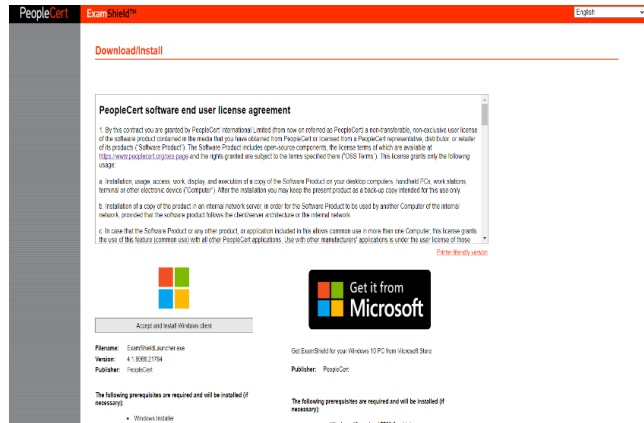 PeopleCert
ExamShield™
English
Download/Install
PeopleCert software end user license agreement
1. By this contract you are granted by PeopleCert International Limited (from now on referred as PeopleCert) a non-transferable, non-exclusive user license
of the software product contained in the media that you have obtained from PeopleCert or licensed from a PeopleCert representative, distributor, or retailer
of its products ("Software Product"). The Software Product includes open-source components, the license terms of which are available at
https://www.peoplecert.org/oss.page and the rights granted are subject to the terms specified there ("OSS Terms"). This license grants only the following
usage:
a. Installation, usage, access, work, display, and execution of a copy of the Software Product on your desktop computers, handheld PCs, work stations,
terminal or other electronic device ("Computer"). After the installation you may keep the present product as a back-up copy intended for this use only.
b. Installation of a copy of the product in an internal network server, in order for the Software Product to be used by another Computer of the internal
network, provided that the software product follows the client/server architecture or the internal network.
c. In case that the Software Product or any other product, or application included in this allows common use in more than one Computer, this license grants
the use of this feature (common use) with all other PeopleCert applications. Use with other manufacturers' applications is under the user license of those
Printer friendly version
Accept and Install Windows client
Filename: ExamShieldLauncher.exe
Version: 4.1.8066.21764
Publisher: PeopleCert
The following prerequisites are required and will be installed (if
necessary):
• Windows Installer
Get it from
Microsoft
Get ExamShield for your Windows 10 PC from Microsoft Store
Publisher: PeopleCert
The following prerequisites are required and will be installed (if
necessary):